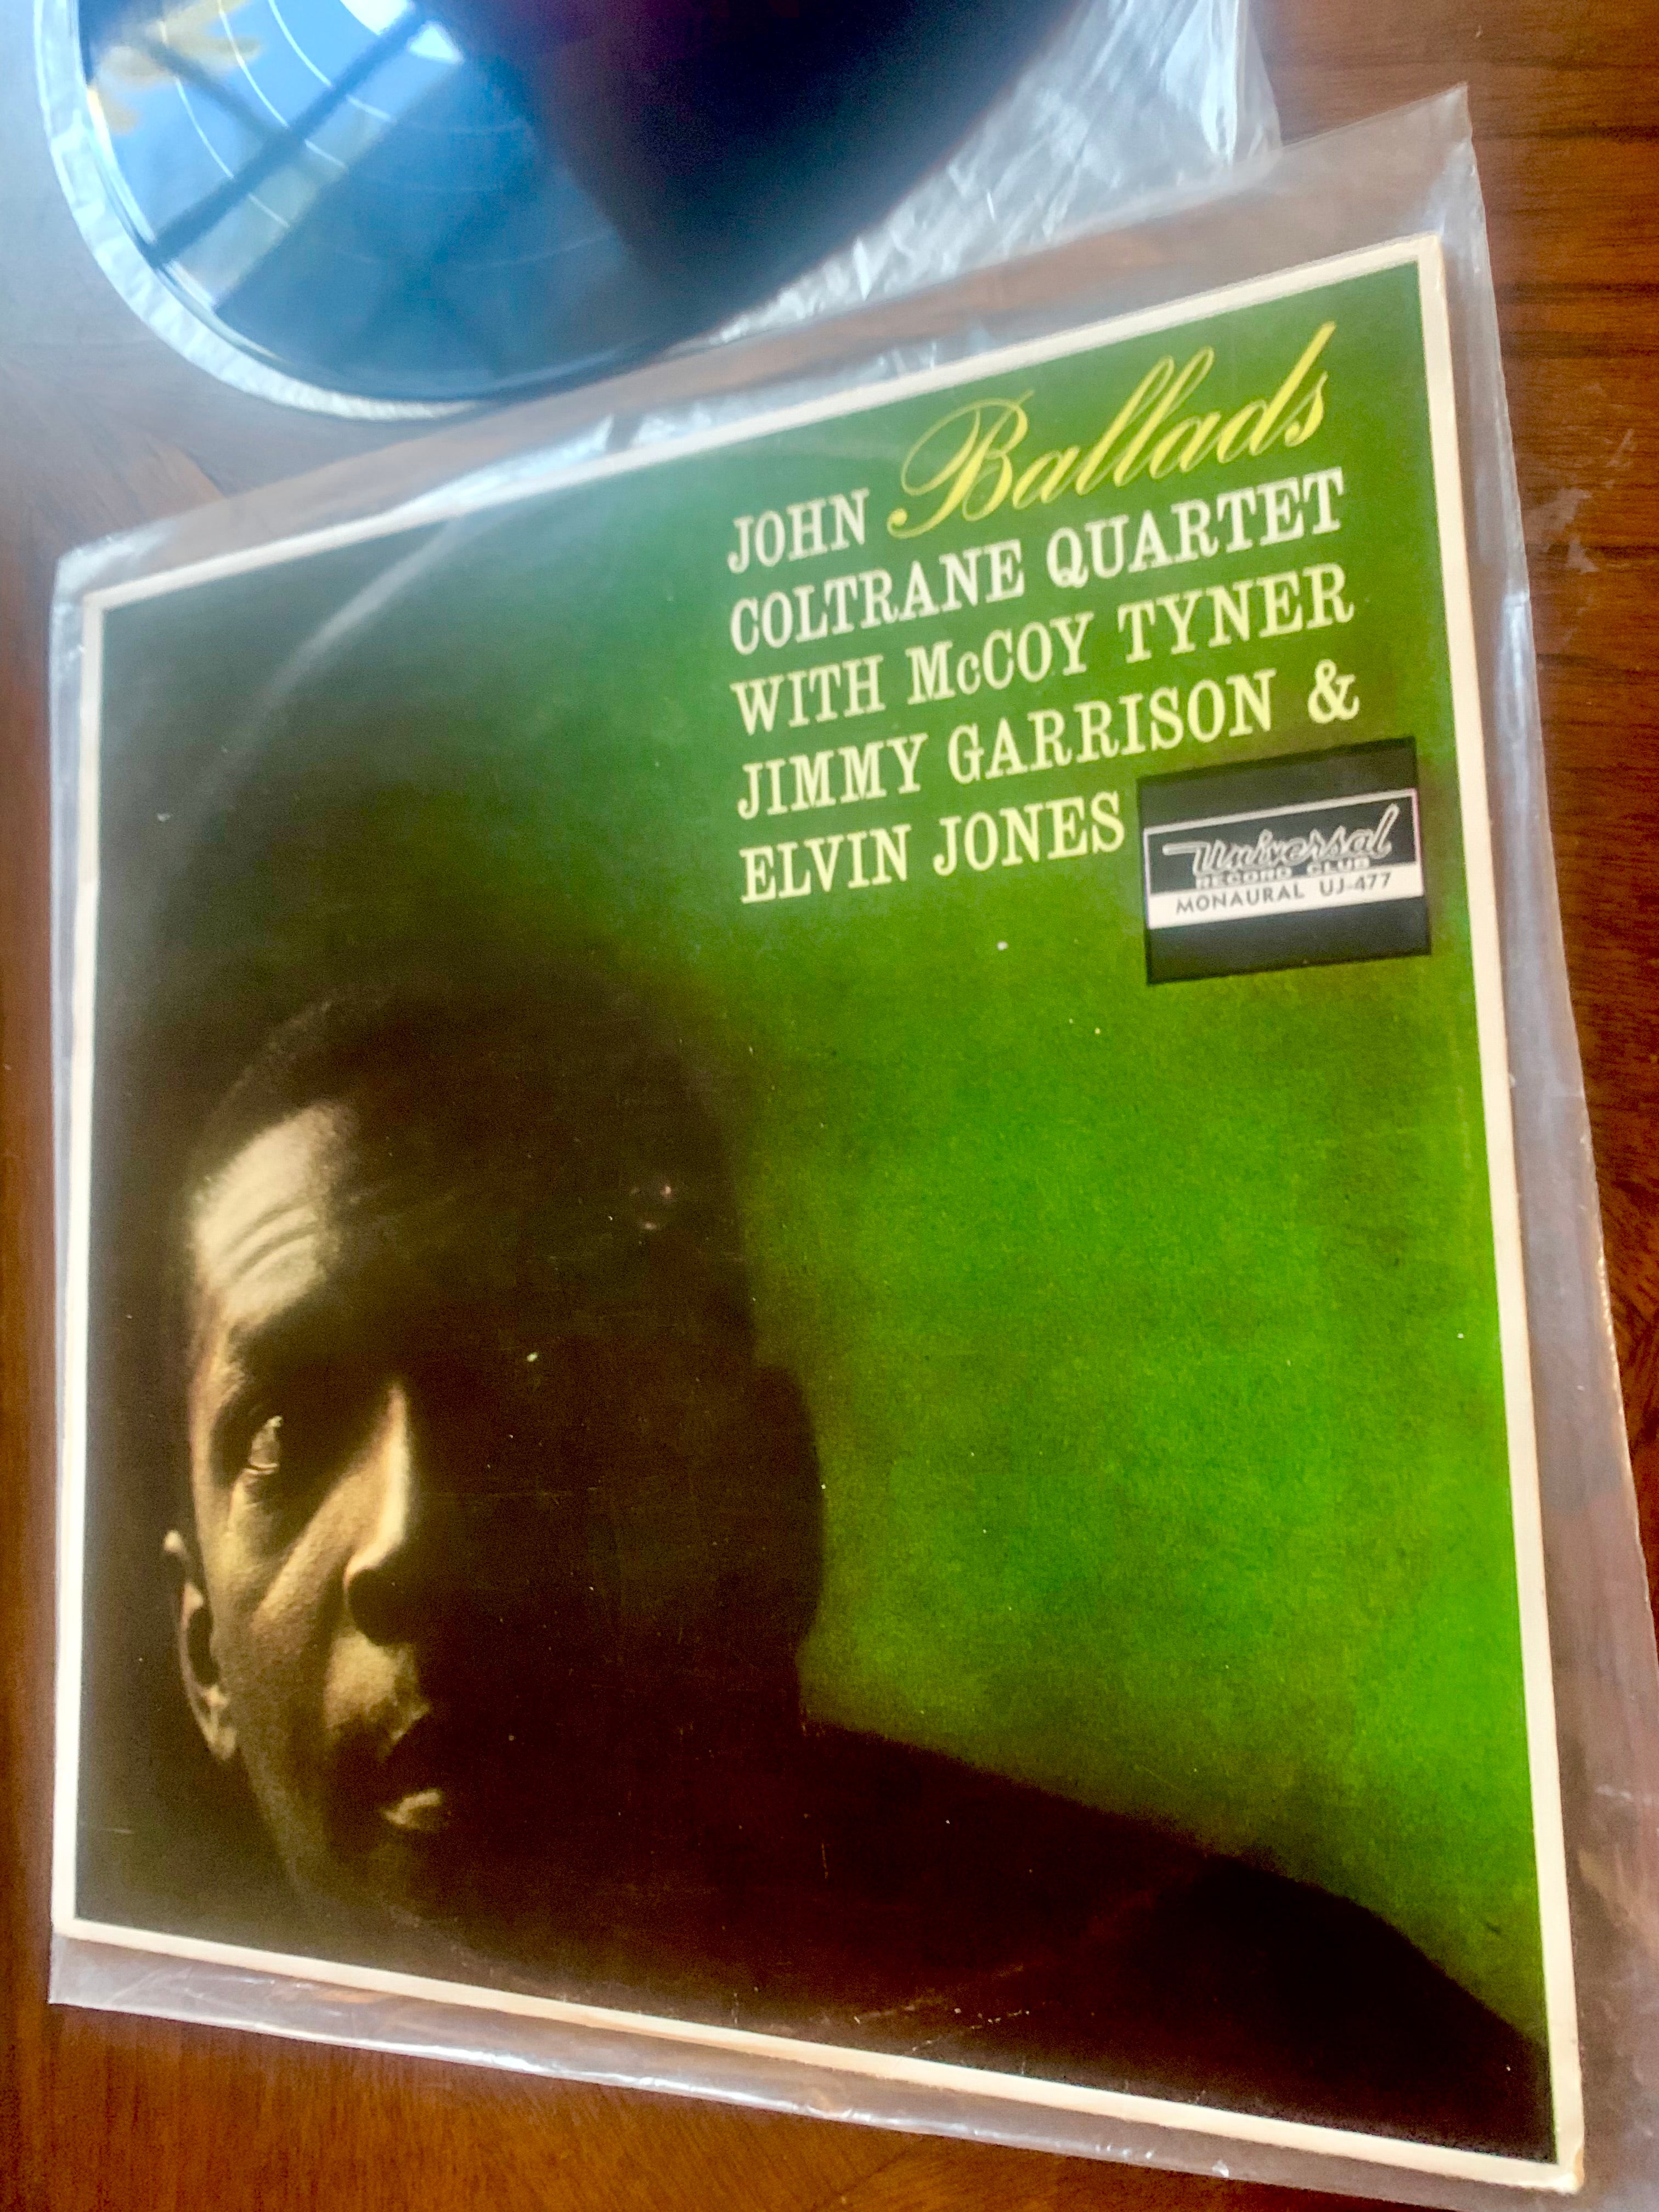 Ballads
JOHN
COLTRANE QUARTET
WITH McCOY TYNER
JIMMY GARRISON &
ELVIN JONES
Universal
RECORD CLUB
MONAURAL UJ-477